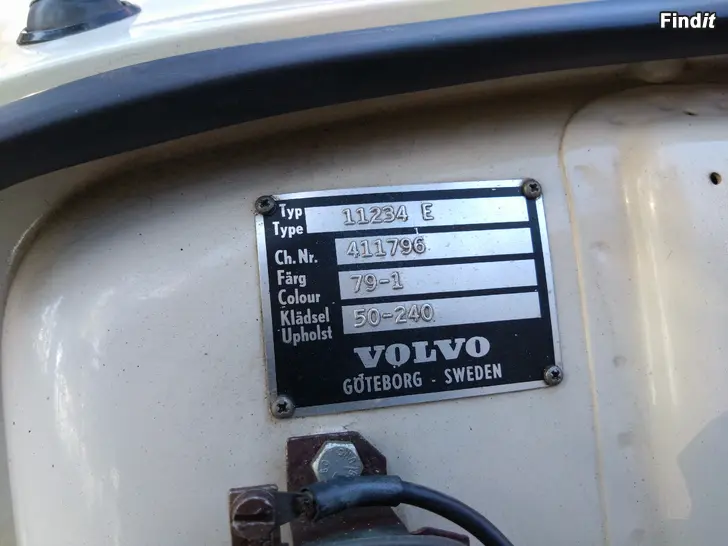 Findit
Typ
Type
11234 E
Ch.Nr.
411796
Färg
Colour
79-1
Klädsel
Upholst
50-240
VOLVO
GÖTEBORG - SWEDEN